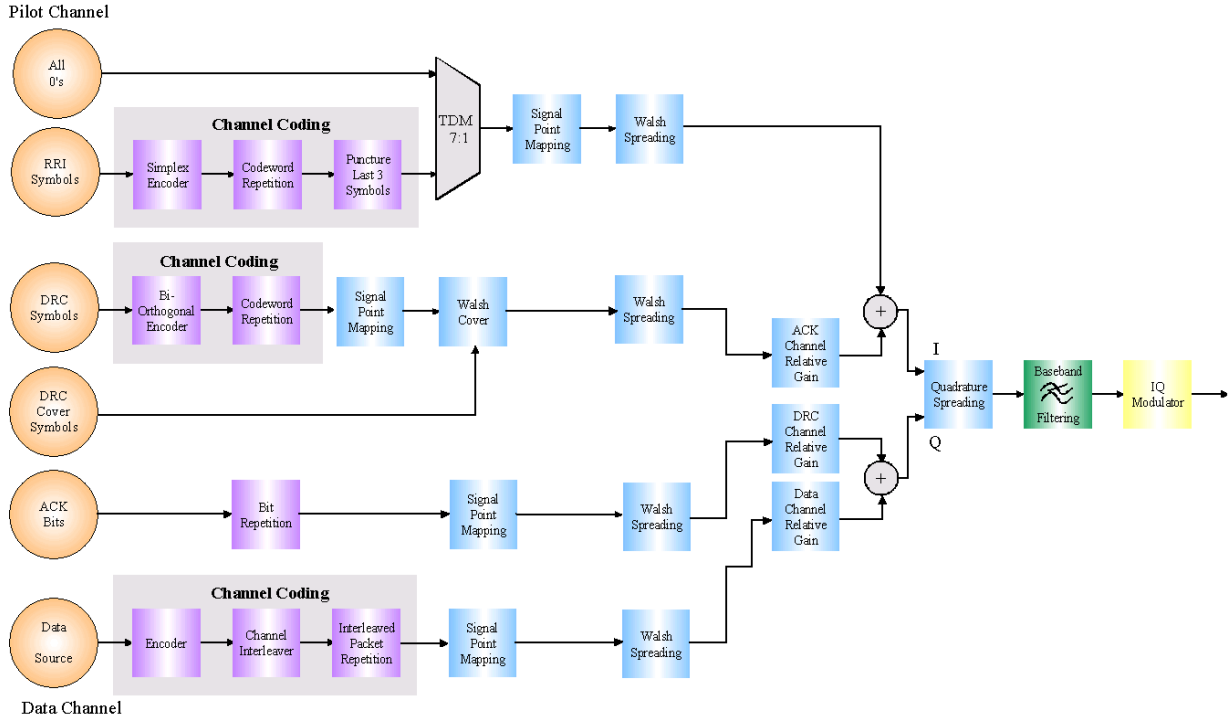 Pilot Channel
All
0's
RRI
Symbols
Channel Coding
Simplex
Encoder
Codeword
Repetition
Puncture
Last 3
Symbols
TDM
7:1
Signal
Point
Mapping
Walsh
Spreading
DRC
Symbols
Channel Coding
Bi-
Orthogonal
Encoder
Codeword
Repetition
Signal
Point
Mapping
Walsh
Cover
Walsh
Spreading
ACK
Channel
Relative
Gain
+
I
DRC
Cover
Symbols
Quadrature
Spreading
Baseband
Filtering
IQ
Modulator
DRC
Channel
Relative
Gain
Q
+
ACK
Bits
Bit
Repetition
Signal
Point
Mapping
Walsh
Spreading
Data
Channel
Relative
Gain
Data
Source
Channel Coding
Encoder
Channel
Interleaver
Interleaved
Packet
Repetition
Signal
Point
Mapping
Walsh
Spreading
Data Channel